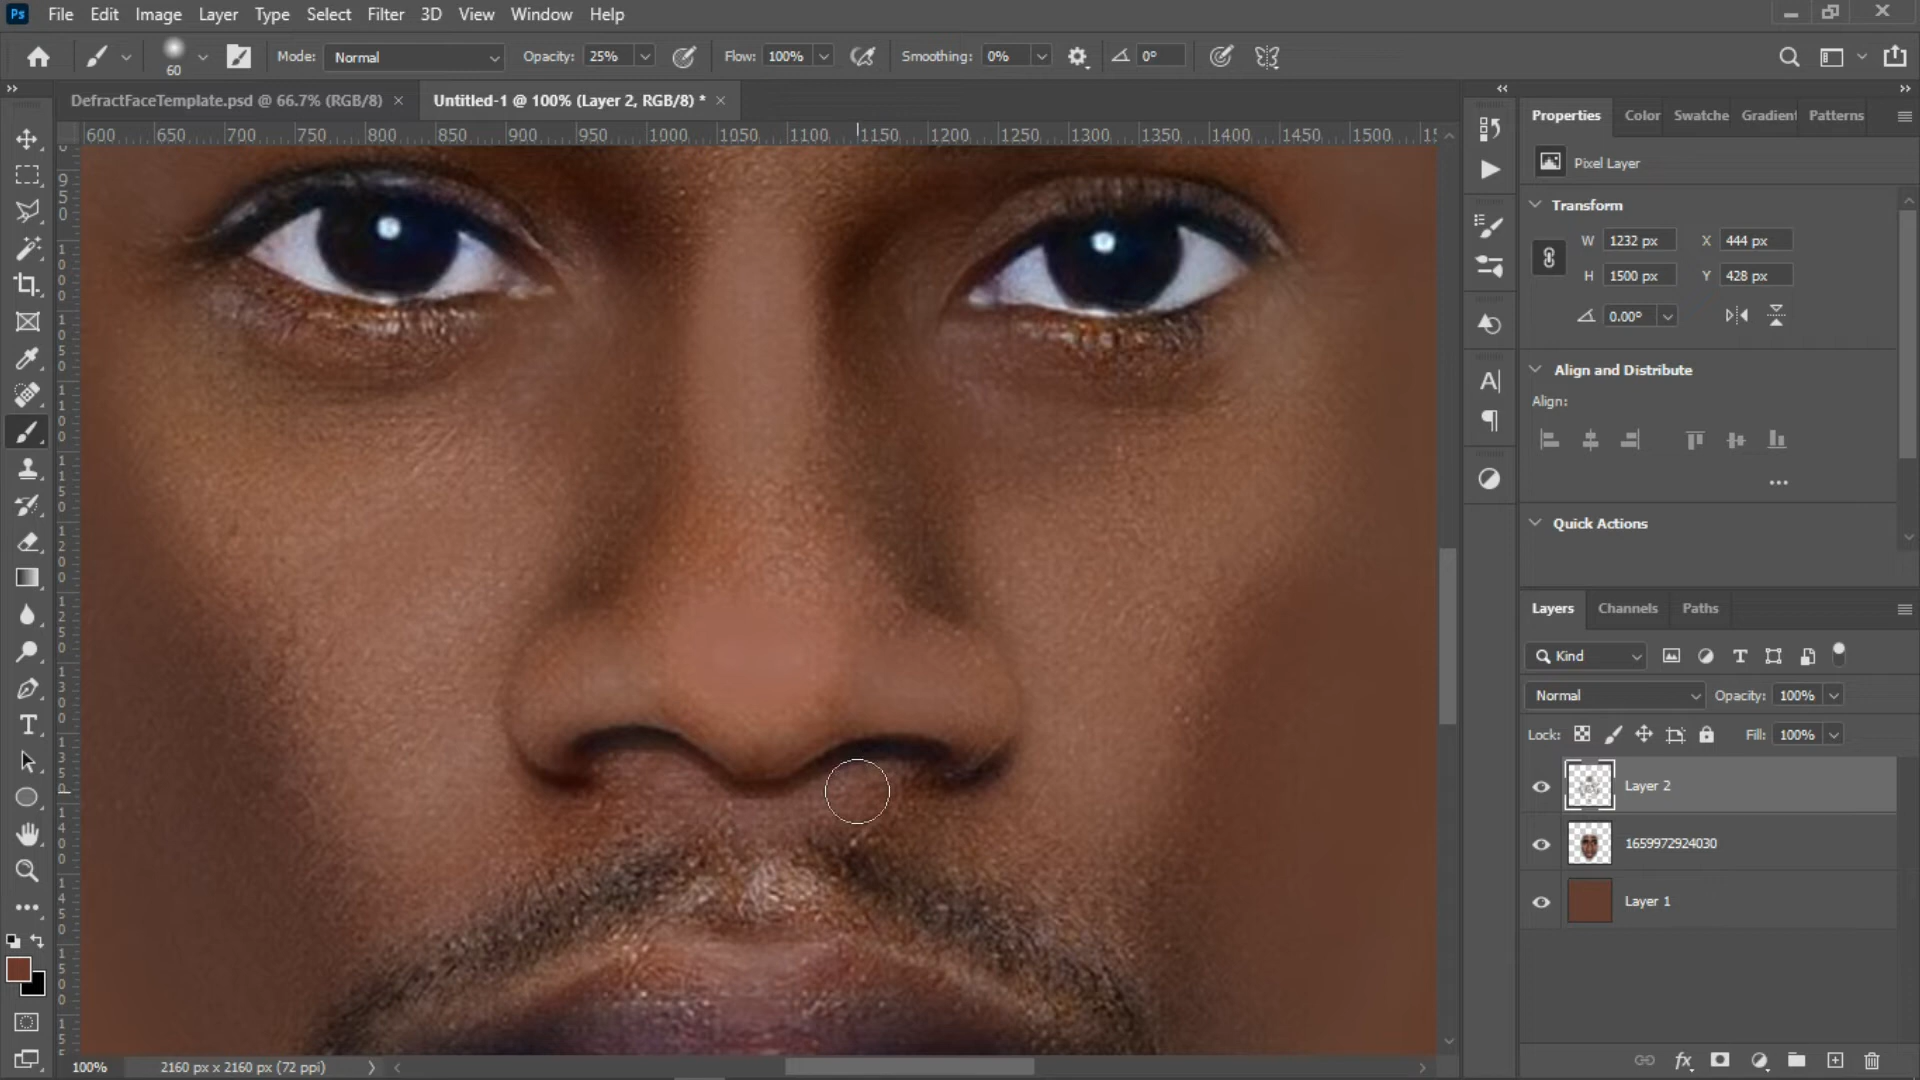 Ps File Edit Image Layer Type Select Filter 3D View Window Help
60 Mode: Normal Opacity: 25% Flow: 100% Smoothing: 0% 0°
DefractFaceTemplate.psd @ 66.7% (RGB/8) × Untitled-1 @ 100% (Layer 2, RGB/8) * ×
600 650 700 750 800 850 900 950 1000 1050 1100 1150 1200 1250 1300 1350 1400 1450 1500
Properties Color Swatche Gradien Patterns
Pixel Layer
Transform
W 1232 px X 444 px
H 1500 px Y 428 px
0.00°
Align and Distribute
Align:
Quick Actions
Layers Channels Paths
Kind
Normal Opacity: 100%
Lock: Fill: 100%
Layer 2
1659972924030
Layer 1
100% 2160 px x 2160 px (72 ppi)